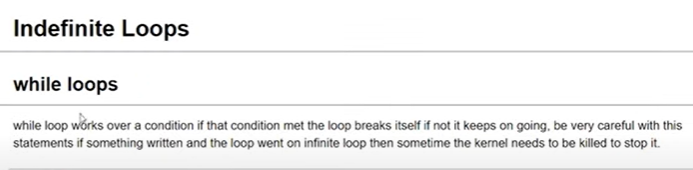 Indefinite Loops
while loops
while loop works over a condition if that condition met the loop breaks itself if not it keeps on going, be very careful with this
statements if something written and the loop went on infinite loop then sometime the kernel needs to be killed to stop it.